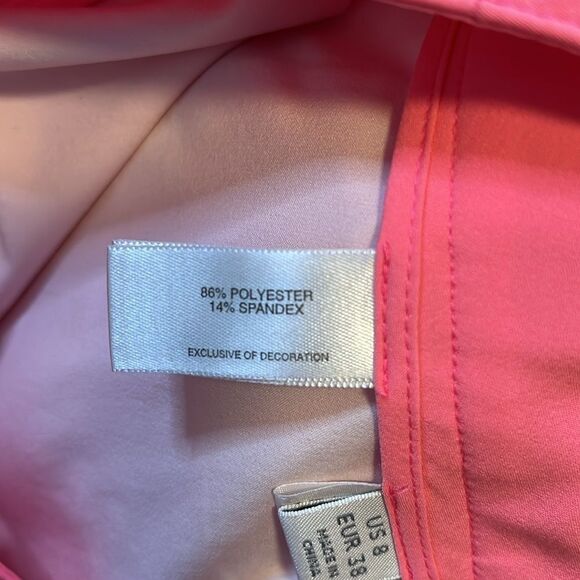 86% POLYESTER
14% SPANDEX
EXCLUSIVE OF DECORATION
US 8
EUR 38
MADE IN
CHINA